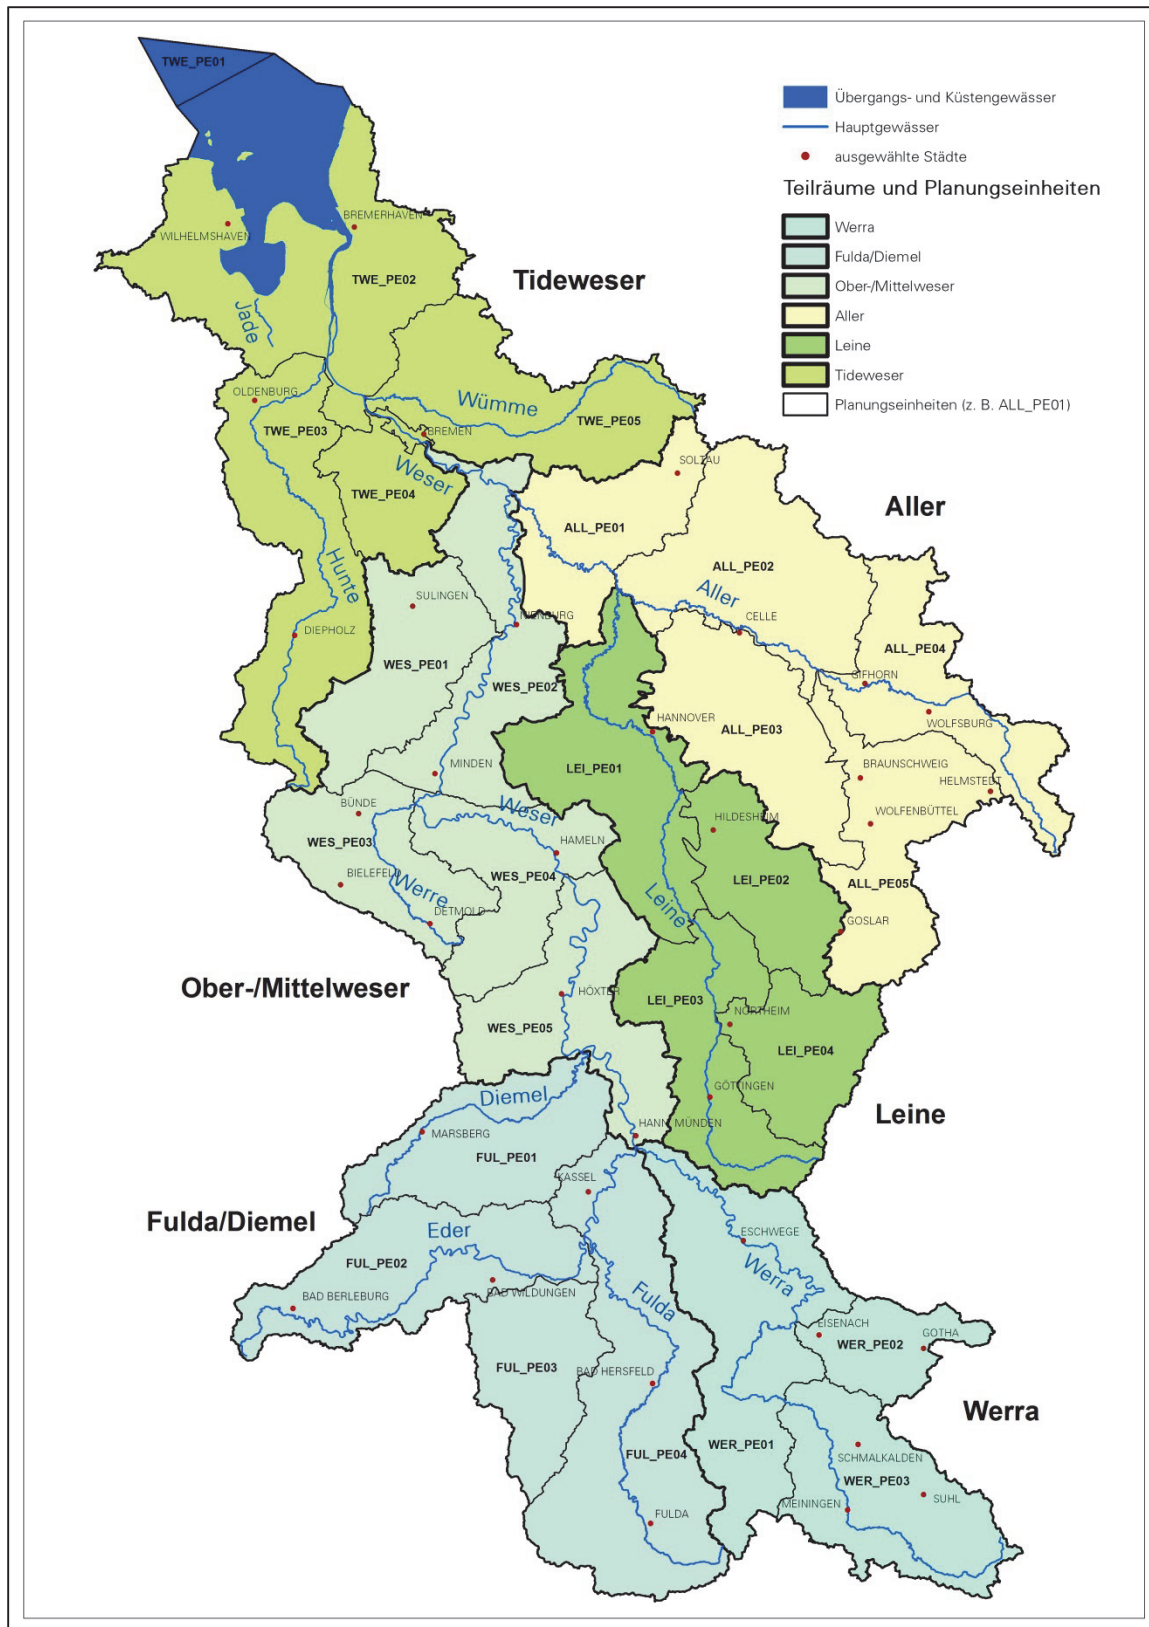 TWE_PE01
Übergangs- und Küstengewässer
Hauptgewässer
ausgewählte Städte
Teilräume und Planungseinheiten
Werra
Fulda/Diemel
Ober-/Mittelweser
Aller
Leine
Tideweser
Planungseinheiten (z. B. ALL_PE01)
BREMERHAVEN
WILHELMSHAVEN
TWE_PE02
Tideweser
Jade
OLDENBURG
Wümme
TWE_PE03
TWE_PE05
BREMEN
Weser
SOLTAU
TWE_PE04
Aller
ALL_PE01
ALL_PE02
Hunte
Aller
SULINGEN
NIENBURG
CELLE
DIEPHOLZ
ALL_PE04
WES_PE01
GIFHORN
WES_PE02
WOLFSBURG
HANNOVER
ALL_PE03
LEI_PE01
MINDEN
BRAUNSCHWEIG
HELMSTEDT
BÜNDE
Weser
WOLFENBÜTTEL
HILDESHEIM
WES_PE03
HAMELN
BIELEFELD
WES_PE04
LEI_PE02
ALL_PE05
Werre
Leine
DETMOLD
GOSLAR
Ober-/Mittelweser
HÖXTER
LEI_PE03
NORTHEIM
WES_PE05
LEI_PE04
Diemel
GÖTTINGEN
Leine
MARSBERG
HANN. MÜNDEN
FUL_PE01
KASSEL
Fulda/Diemel
Eder
ESCHWEGE
FUL_PE02
Werra
BAD WILDUNGEN
Fulda
BAD BERLEBURG
EISENACH
GOTHA
WER_PE02
FUL_PE03
BAD HERSFELD
Werra
WER_PE01
FUL_PE04
SCHMALKALDEN
WER_PE03
SUHL
MEININGEN
FULDA